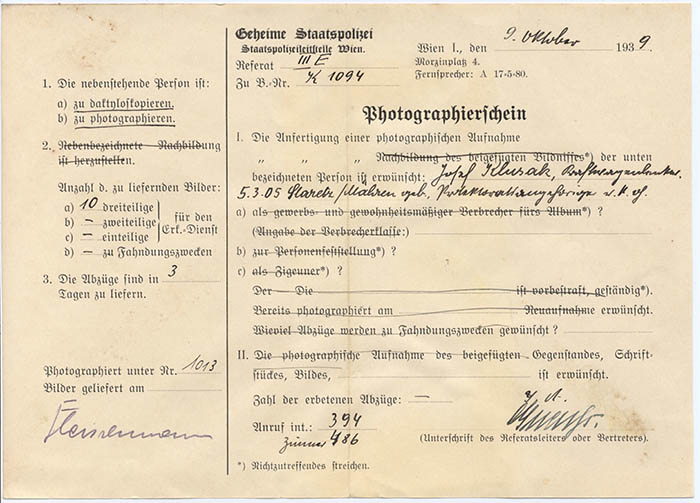 1. Die nebenstehende Person ist:
a) zu daktyloskopieren.
b) zu photographieren.
2. Nebenbezeichnete Nachbildung
ist herzustellen.
Anzahl d. zu liefernden Bilder:
a) 10 dreiteilige
b) — zweiteilige
c) — einteilige
für den
Erk.-Dienst
d) — zu Fahndungszwecken
3. Die Abzüge sind in 3
Tagen zu liefern.
Photographiert unter Nr. 1013
Bilder geliefert am
Geheime Staatspolizei
Staatspolizeileitstelle Wien.
Referat III E
Zu B.-Nr. K 1094
Wien I., den 9. Oktober 1939.
Morzinplatz 4.
Fernsprecher: A 17-5-80.
Photographierschein
I. Die Anfertigung einer photographischen Aufnahme
„ „ „ Nachbildung des beigefügten Bildnisses*) der unten
bezeichneten Person ist erwünscht: Josef Klusak, Kraftwagenlenker,
5.3.05 Mähren geb., Protektoratsangehörige
a) als gewerbs- und gewohnheitsmäßiger Verbrecher fürs Album*) ?
(Angabe der Verbrecherklasse:)
b) zur Personenfeststellung*) ?
c) als Zigeuner*) ?
Der — Die ist vorbestraft, geständig*).
Bereits photographiert am Neuaufnahme erwünscht.
Wieviel Abzüge werden zu Fahndungszwecken gewünscht ?
II. Die photographische Aufnahme des beigefügten Gegenstandes, Schrift-
stückes, Bildes, ist erwünscht.
Zahl der erbetenen Abzüge: —
Anruf int.: 394
Zimmer 486
(Unterschrift des Referatsleiters oder Vertreters).
*) Nichtzutreffendes streichen.